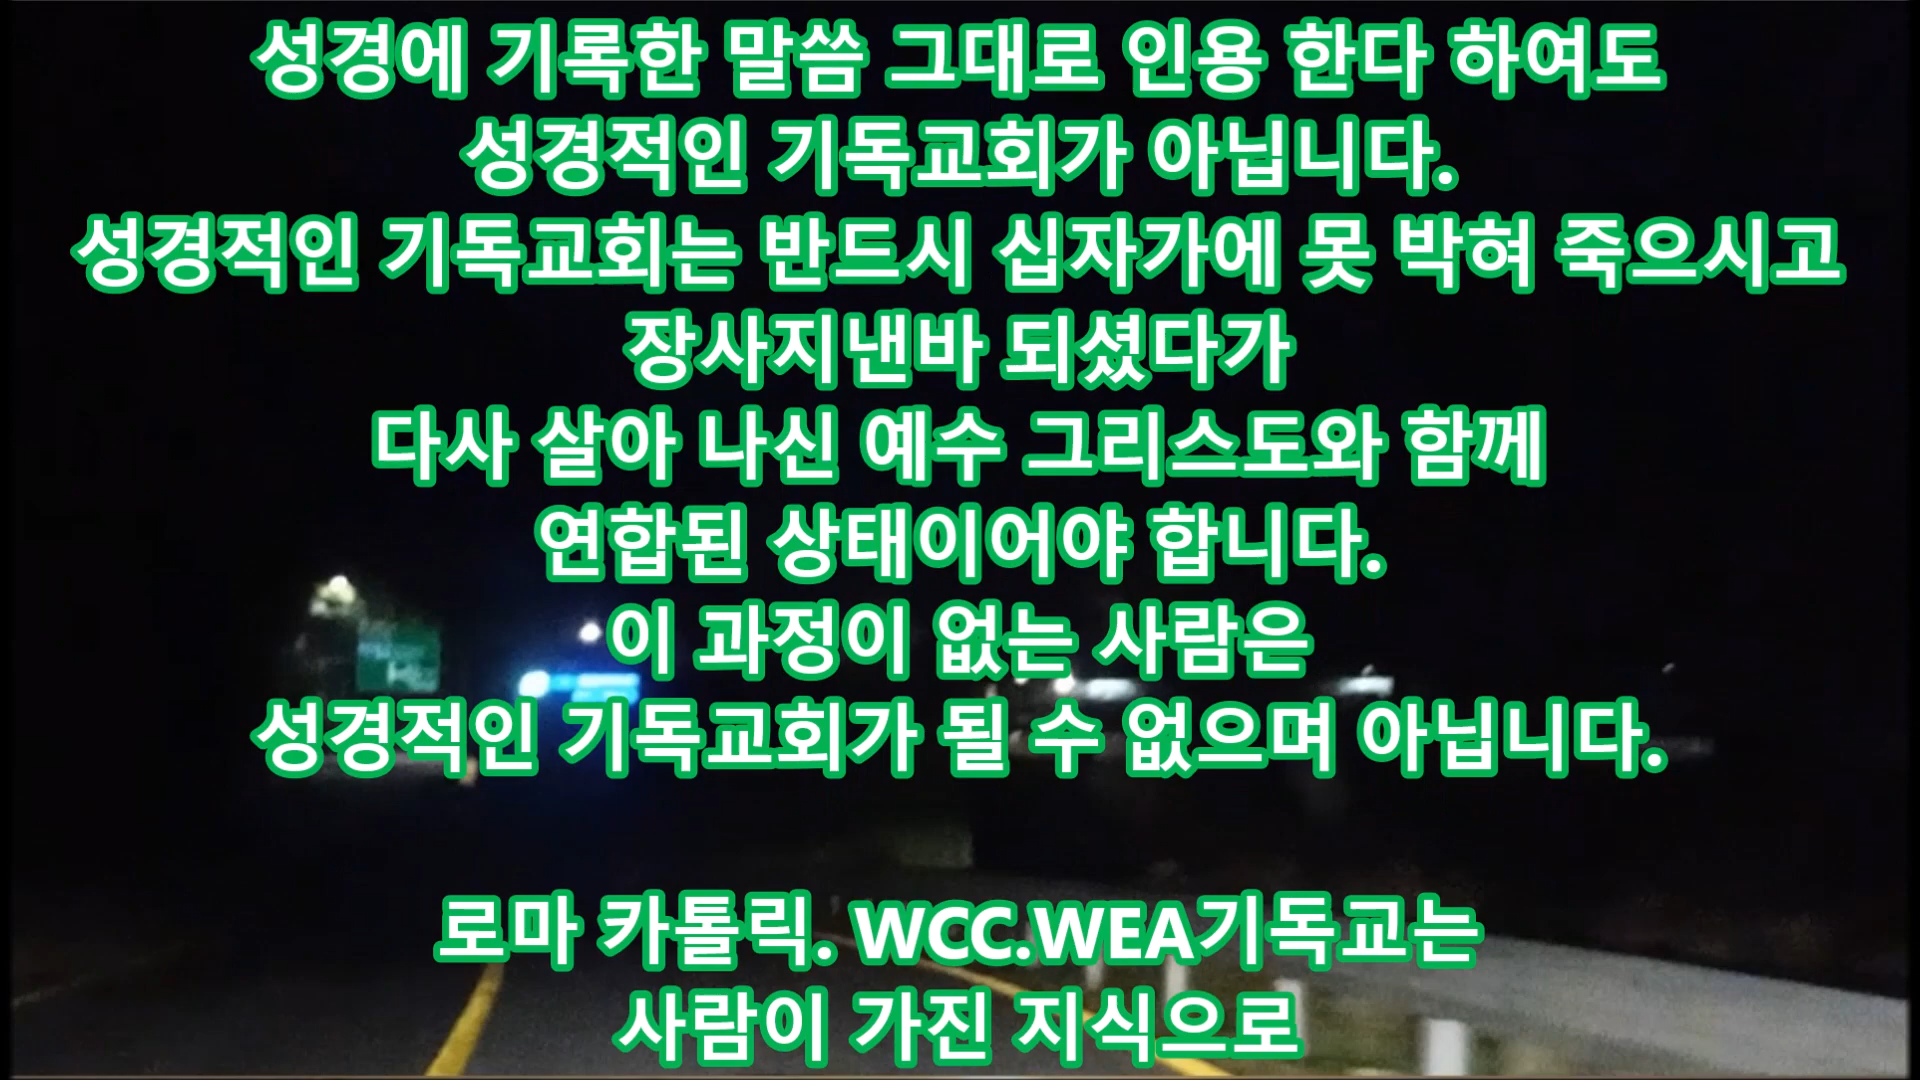 성경에 기록한 말씀 그대로 인용 한다 하여도
성경적인 기독교회가 아닙니다.
성경적인 기독교회는 반드시 십자가에 못 박혀 죽으시고
장사지낸바 되셨다가
다사 살아 나신 예수 그리스도와 함께
연합된 상태이어야 합니다.
이 과정이 없는 사람은
성경적인 기독교회가 될 수 없으며 아닙니다.
로마 카톨릭. WCC.WEA기독교는
사람이 가진 지식으로